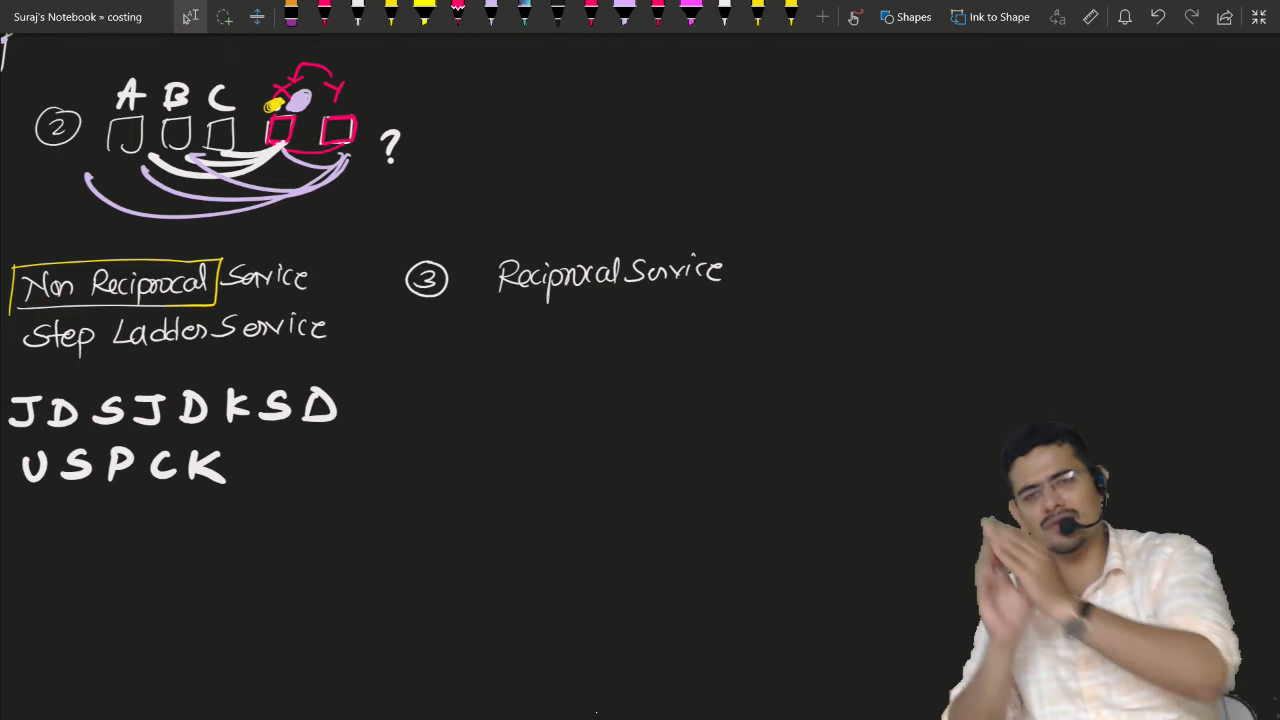 Suraj's Notebook » costing
Shapes
Ink to Shape
A B C X Y
2
?
Non Reciprocal Service
Step Ladder Service
3 Reciprocal Service
J D S J D K S D
U S P C K